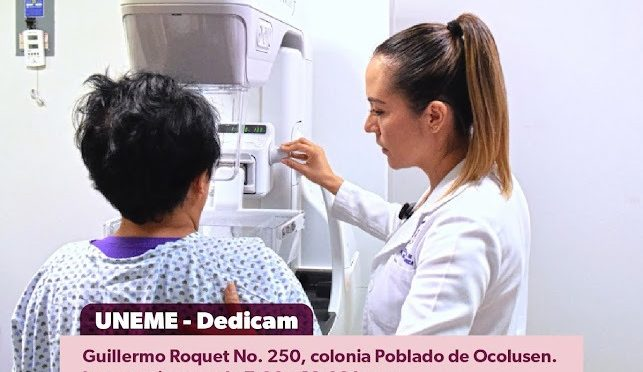 UNEME - Dedicam
Guillermo Roquet No. 250, colonia Poblado de Ocolusen.